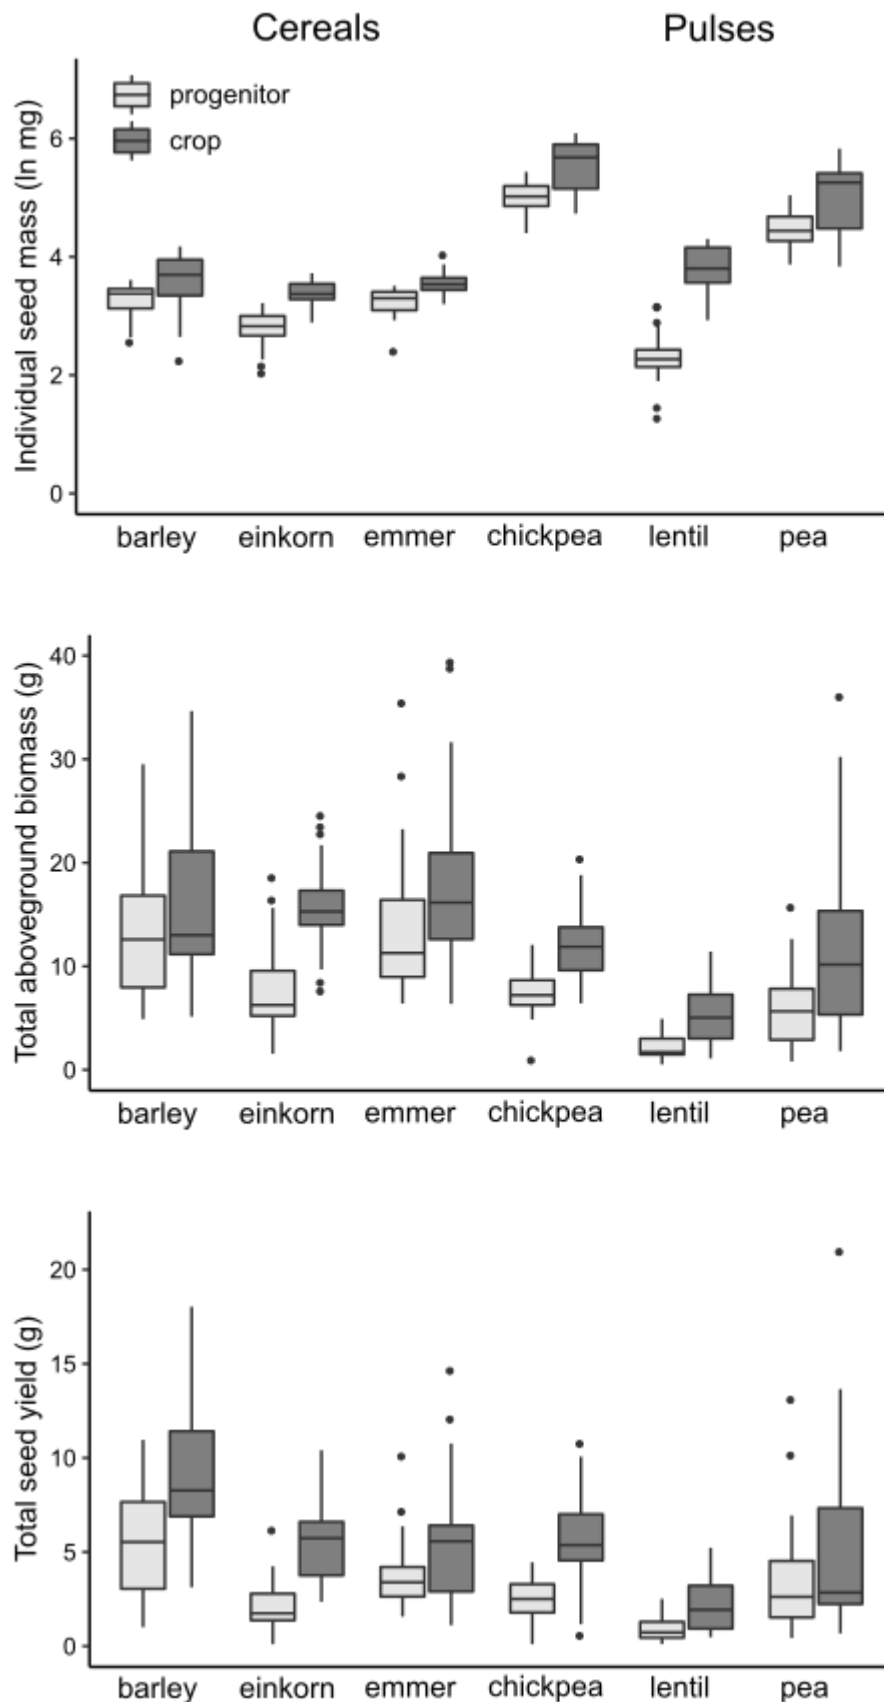 Cereals Pulses
progenitor
crop
Individual seed mass (ln mg)
6
4
2
0
barley einkorn emmer chickpea lentil pea
Total aboveground biomass (g)
40
30
20
10
0
barley einkorn emmer chickpea lentil pea
Total seed yield (g)
20
15
10
5
0
barley einkorn emmer chickpea lentil pea